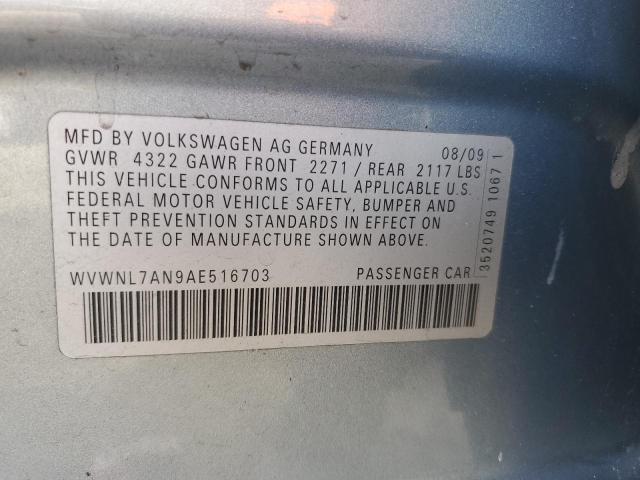 MFD BY VOLKSWAGEN AG GERMANY 08/09
GVWR 4322 GAWR FRONT 2271 / REAR 2117 LBS
THIS VEHICLE CONFORMS TO ALL APPLICABLE U.S.
FEDERAL MOTOR VEHICLE SAFETY, BUMPER AND
THEFT PREVENTION STANDARDS IN EFFECT ON
THE DATE OF MANUFACTURE SHOWN ABOVE.
WVWNL7AN9AE516703 PASSENGER CAR
3520749 1067 1